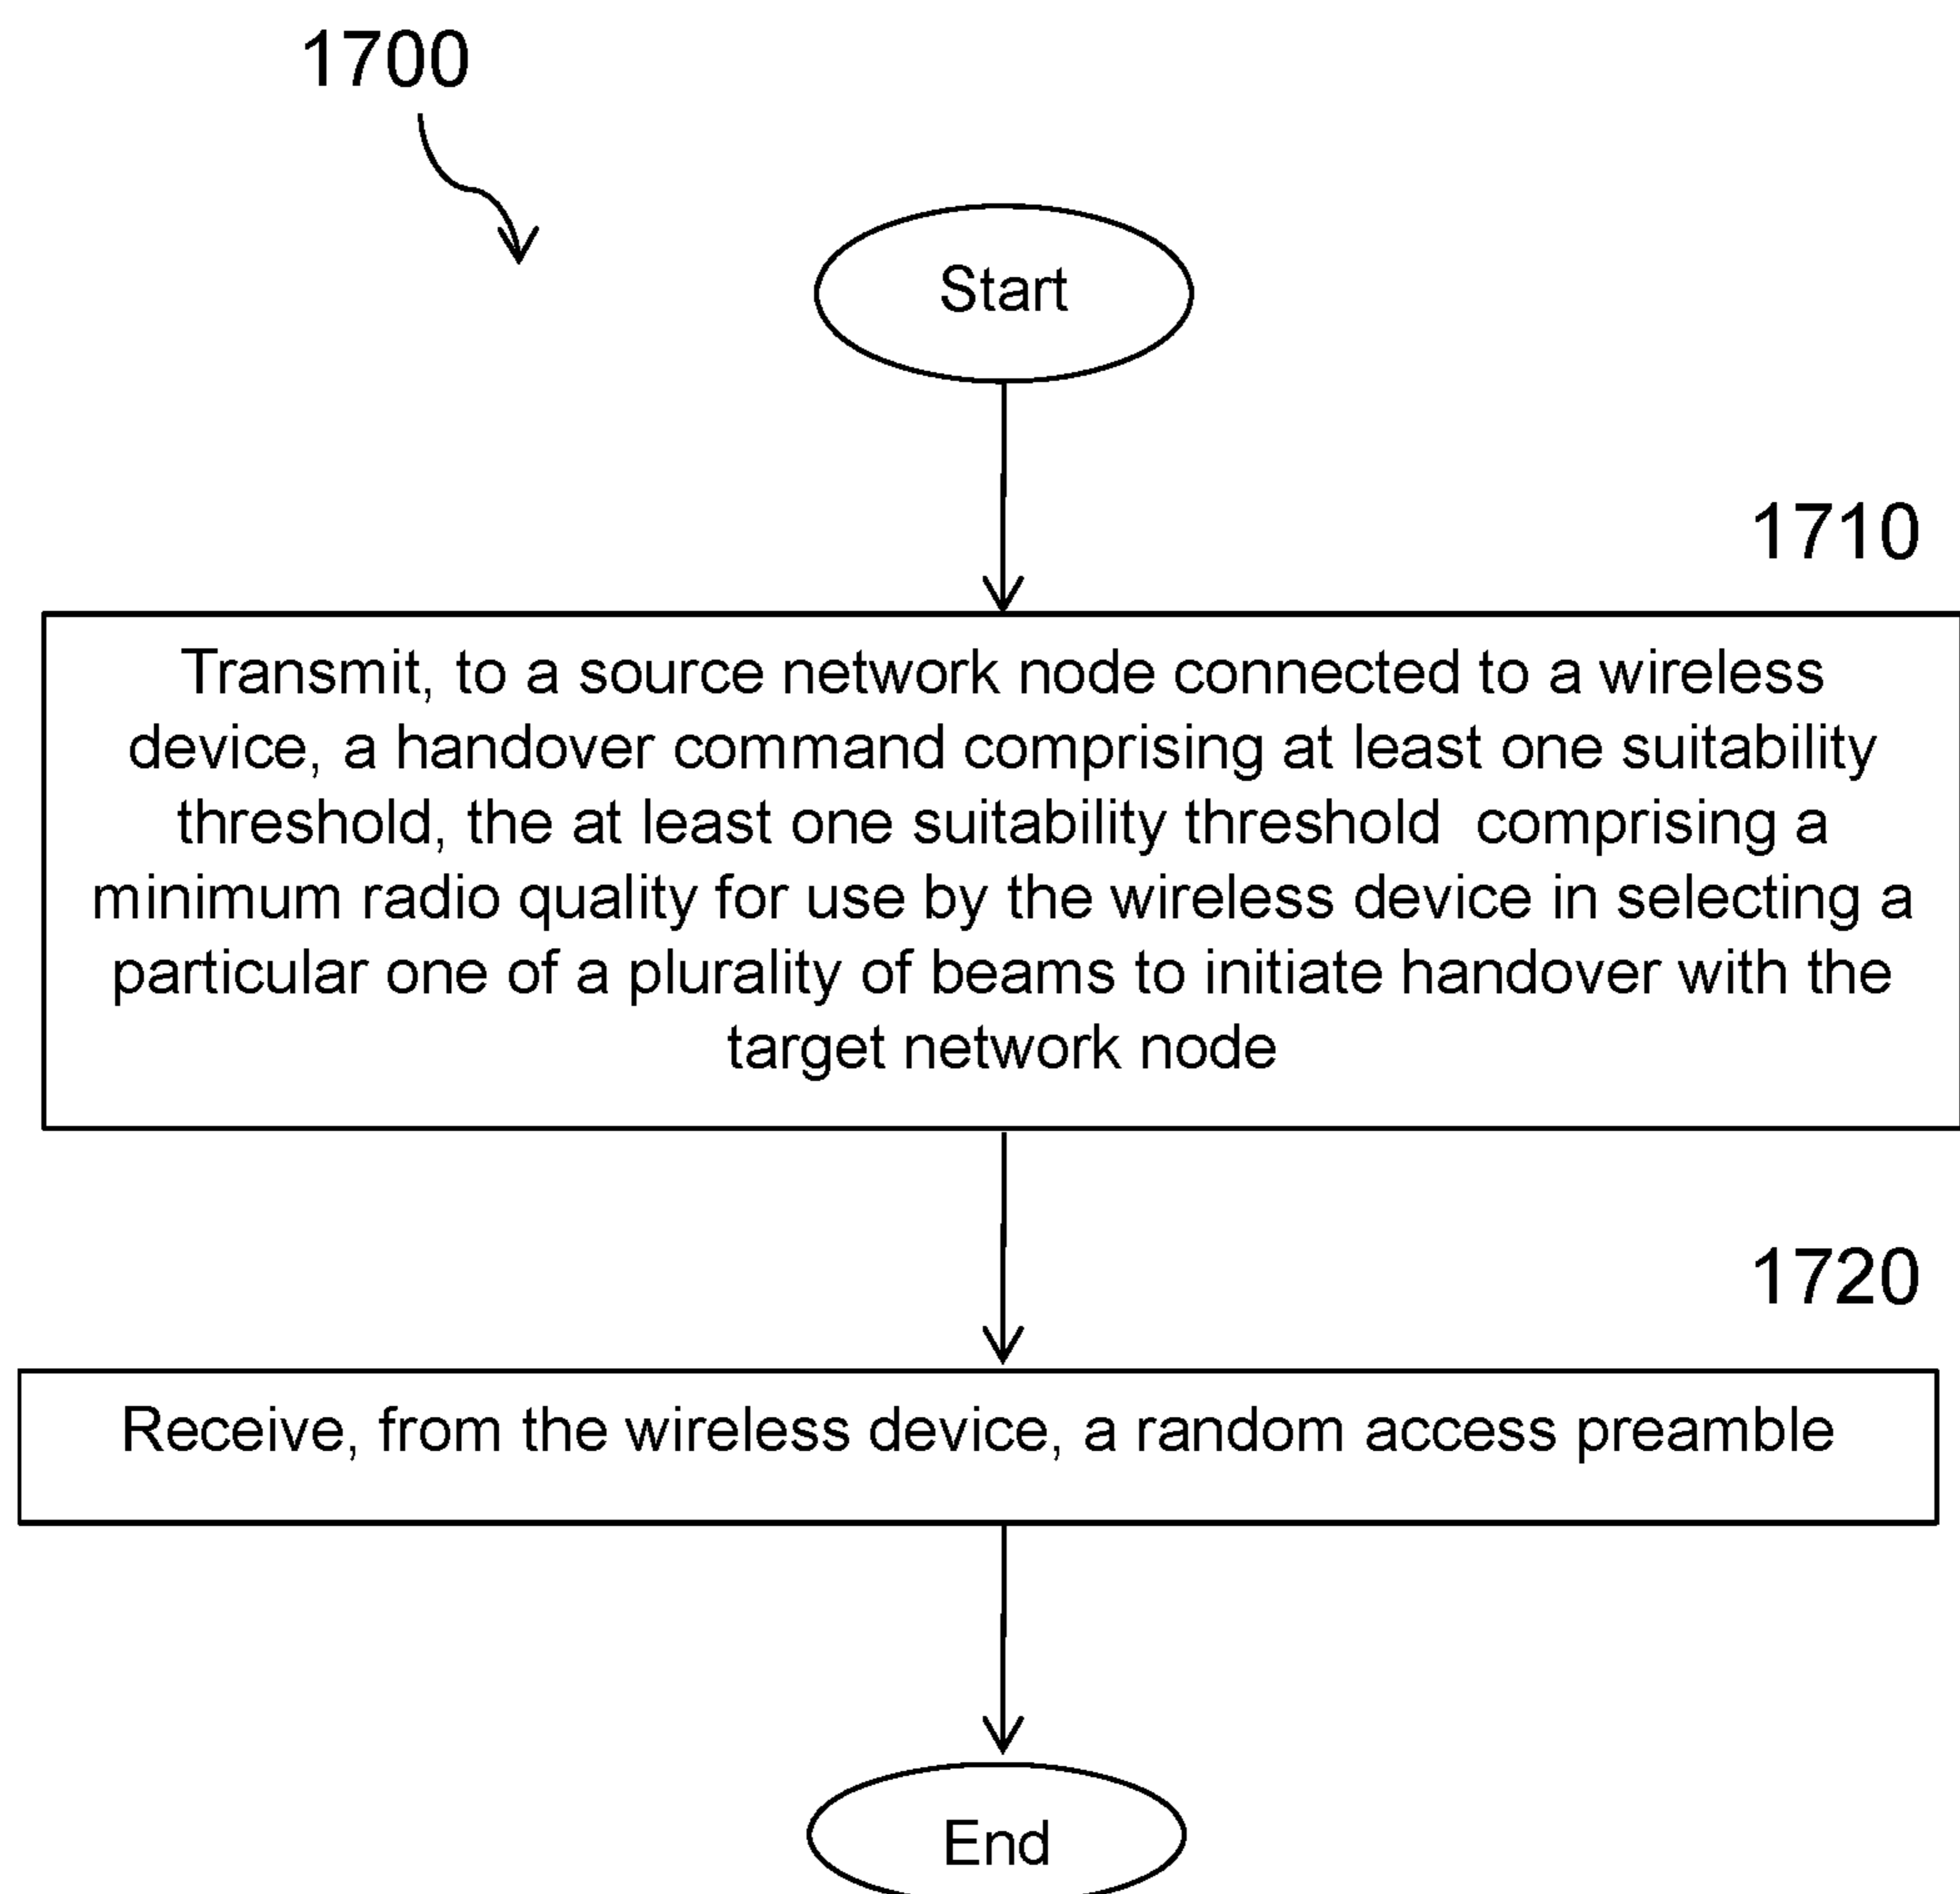 1700
Start
1710
Transmit, to a source network node connected to a wireless
device, a handover command comprising at least one suitability
threshold, the at least one suitability threshold comprising a
minimum radio quality for use by the wireless device in selecting a
particular one of a plurality of beams to initiate handover with the
target network node
1720
Receive, from the wireless device, a random access preamble
End